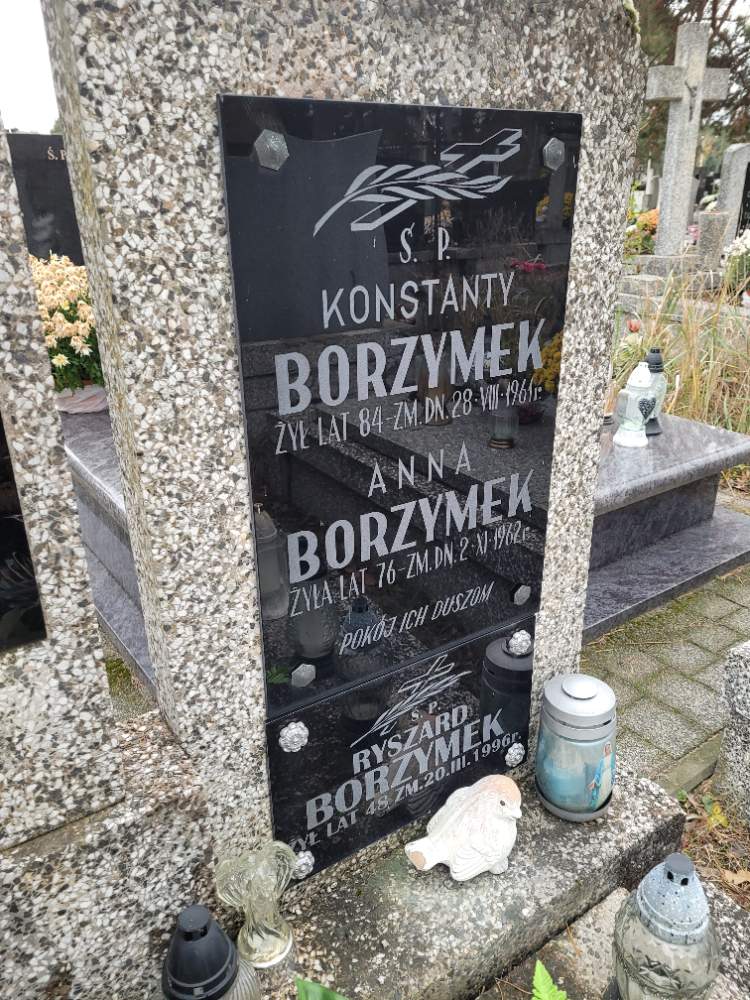 Ś. P.
KONSTANTY
BORZYMEK
ŻYŁ LAT 84-ZM. DN. 28·VIII·1961r.
ANNA
BORZYMEK
ŻYŁA LAT 76-ZM. DN. 2·XI·1962r.
POKÓJ ICH DUSZOM
Ś. P.
RYSZARD
BORZYMEK
ŻYŁ LAT 48. ZM. 20.III.1996r.